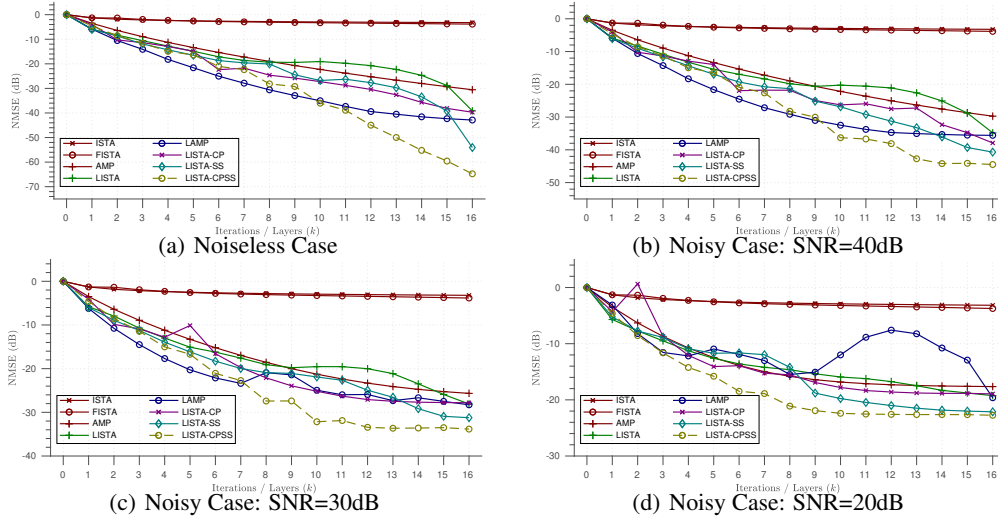 0
-10
-20
-30
-40
-50
-60
-70
NMSE (dB)
ISTA
FISTA
AMP
LISTA
LAMP
LISTA-CP
LISTA-SS
LISTA-CPSS
0 1 2 3 4 5 6 7 8 9 10 11 12 13 14 15 16
Iterations / Layers (k)
(a) Noiseless Case
0
-10
-20
-30
-40
-50
NMSE (dB)
ISTA
FISTA
AMP
LISTA
LAMP
LISTA-CP
LISTA-SS
LISTA-CPSS
0 1 2 3 4 5 6 7 8 9 10 11 12 13 14 15 16
Iterations / Layers (k)
(b) Noisy Case: SNR=40dB
0
-10
-20
-30
-40
NMSE (dB)
ISTA
FISTA
AMP
LISTA
LAMP
LISTA-CP
LISTA-SS
LISTA-CPSS
0 1 2 3 4 5 6 7 8 9 10 11 12 13 14 15 16
Iterations / Layers (k)
(c) Noisy Case: SNR=30dB
0
-10
-20
-30
NMSE (dB)
ISTA
FISTA
AMP
LISTA
LAMP
LISTA-CP
LISTA-SS
LISTA-CPSS
0 1 2 3 4 5 6 7 8 9 10 11 12 13 14 15 16
Iterations / Layers (k)
(d) Noisy Case: SNR=20dB